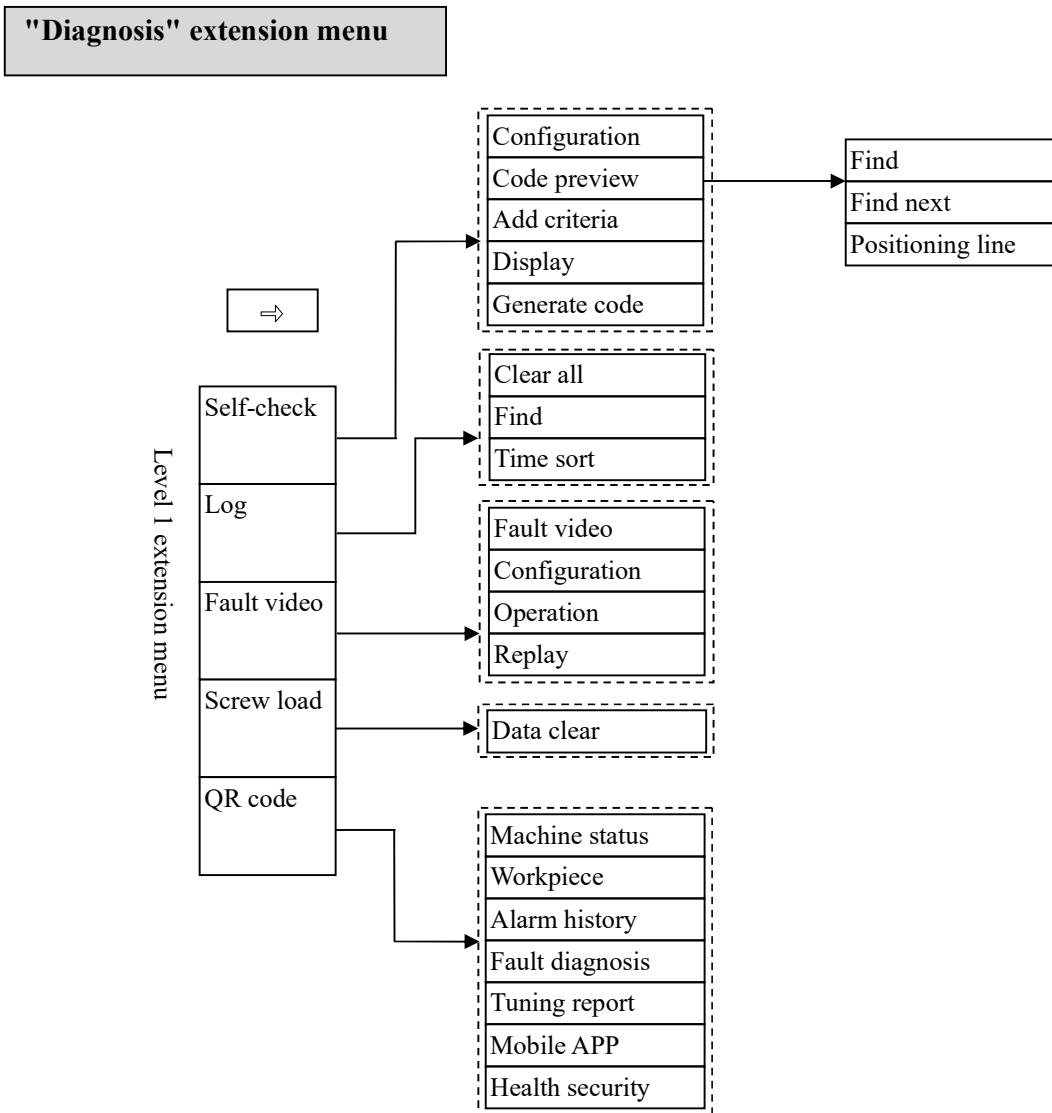 "Diagnosis" extension menu
Configuration
Code preview
Add criteria
Display
Generate code
Find
Find next
Positioning line
⇨
Level 1 extension menu
Self-check
Log
Fault video
Screw load
QR code
Clear all
Find
Time sort
Fault video
Configuration
Operation
Replay
Data clear
Machine status
Workpiece
Alarm history
Fault diagnosis
Tuning report
Mobile APP
Health security